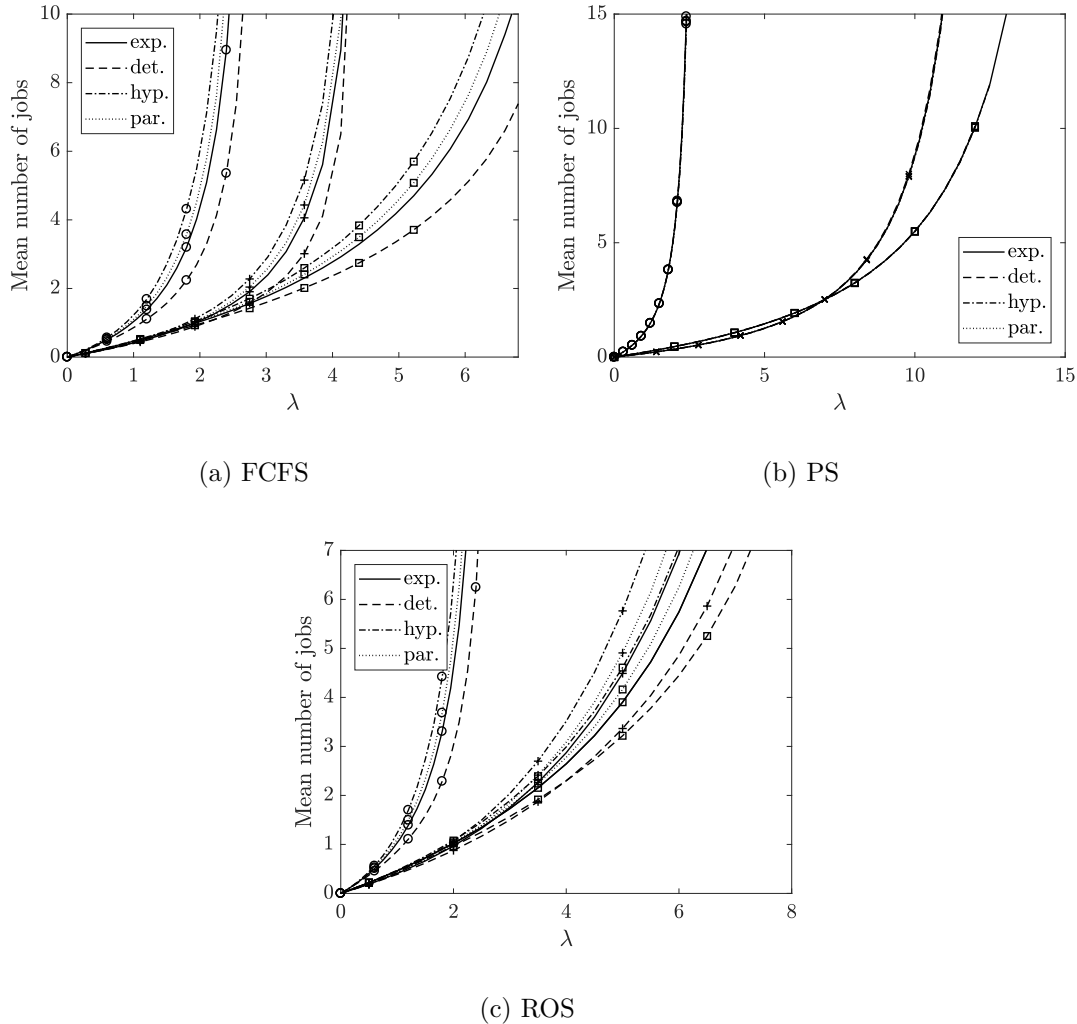 10
8
6
4
2
0
Mean number of jobs
exp.
det.
hyp.
par.
0 1 2 3 4 5 6
λ
(a) FCFS
15
10
5
0
Mean number of jobs
exp.
det.
hyp.
par.
0 5 10 15
λ
(b) PS
7
6
5
4
3
2
1
0
Mean number of jobs
exp.
det.
hyp.
par.
0 2 4 6 8
λ
(c) ROS